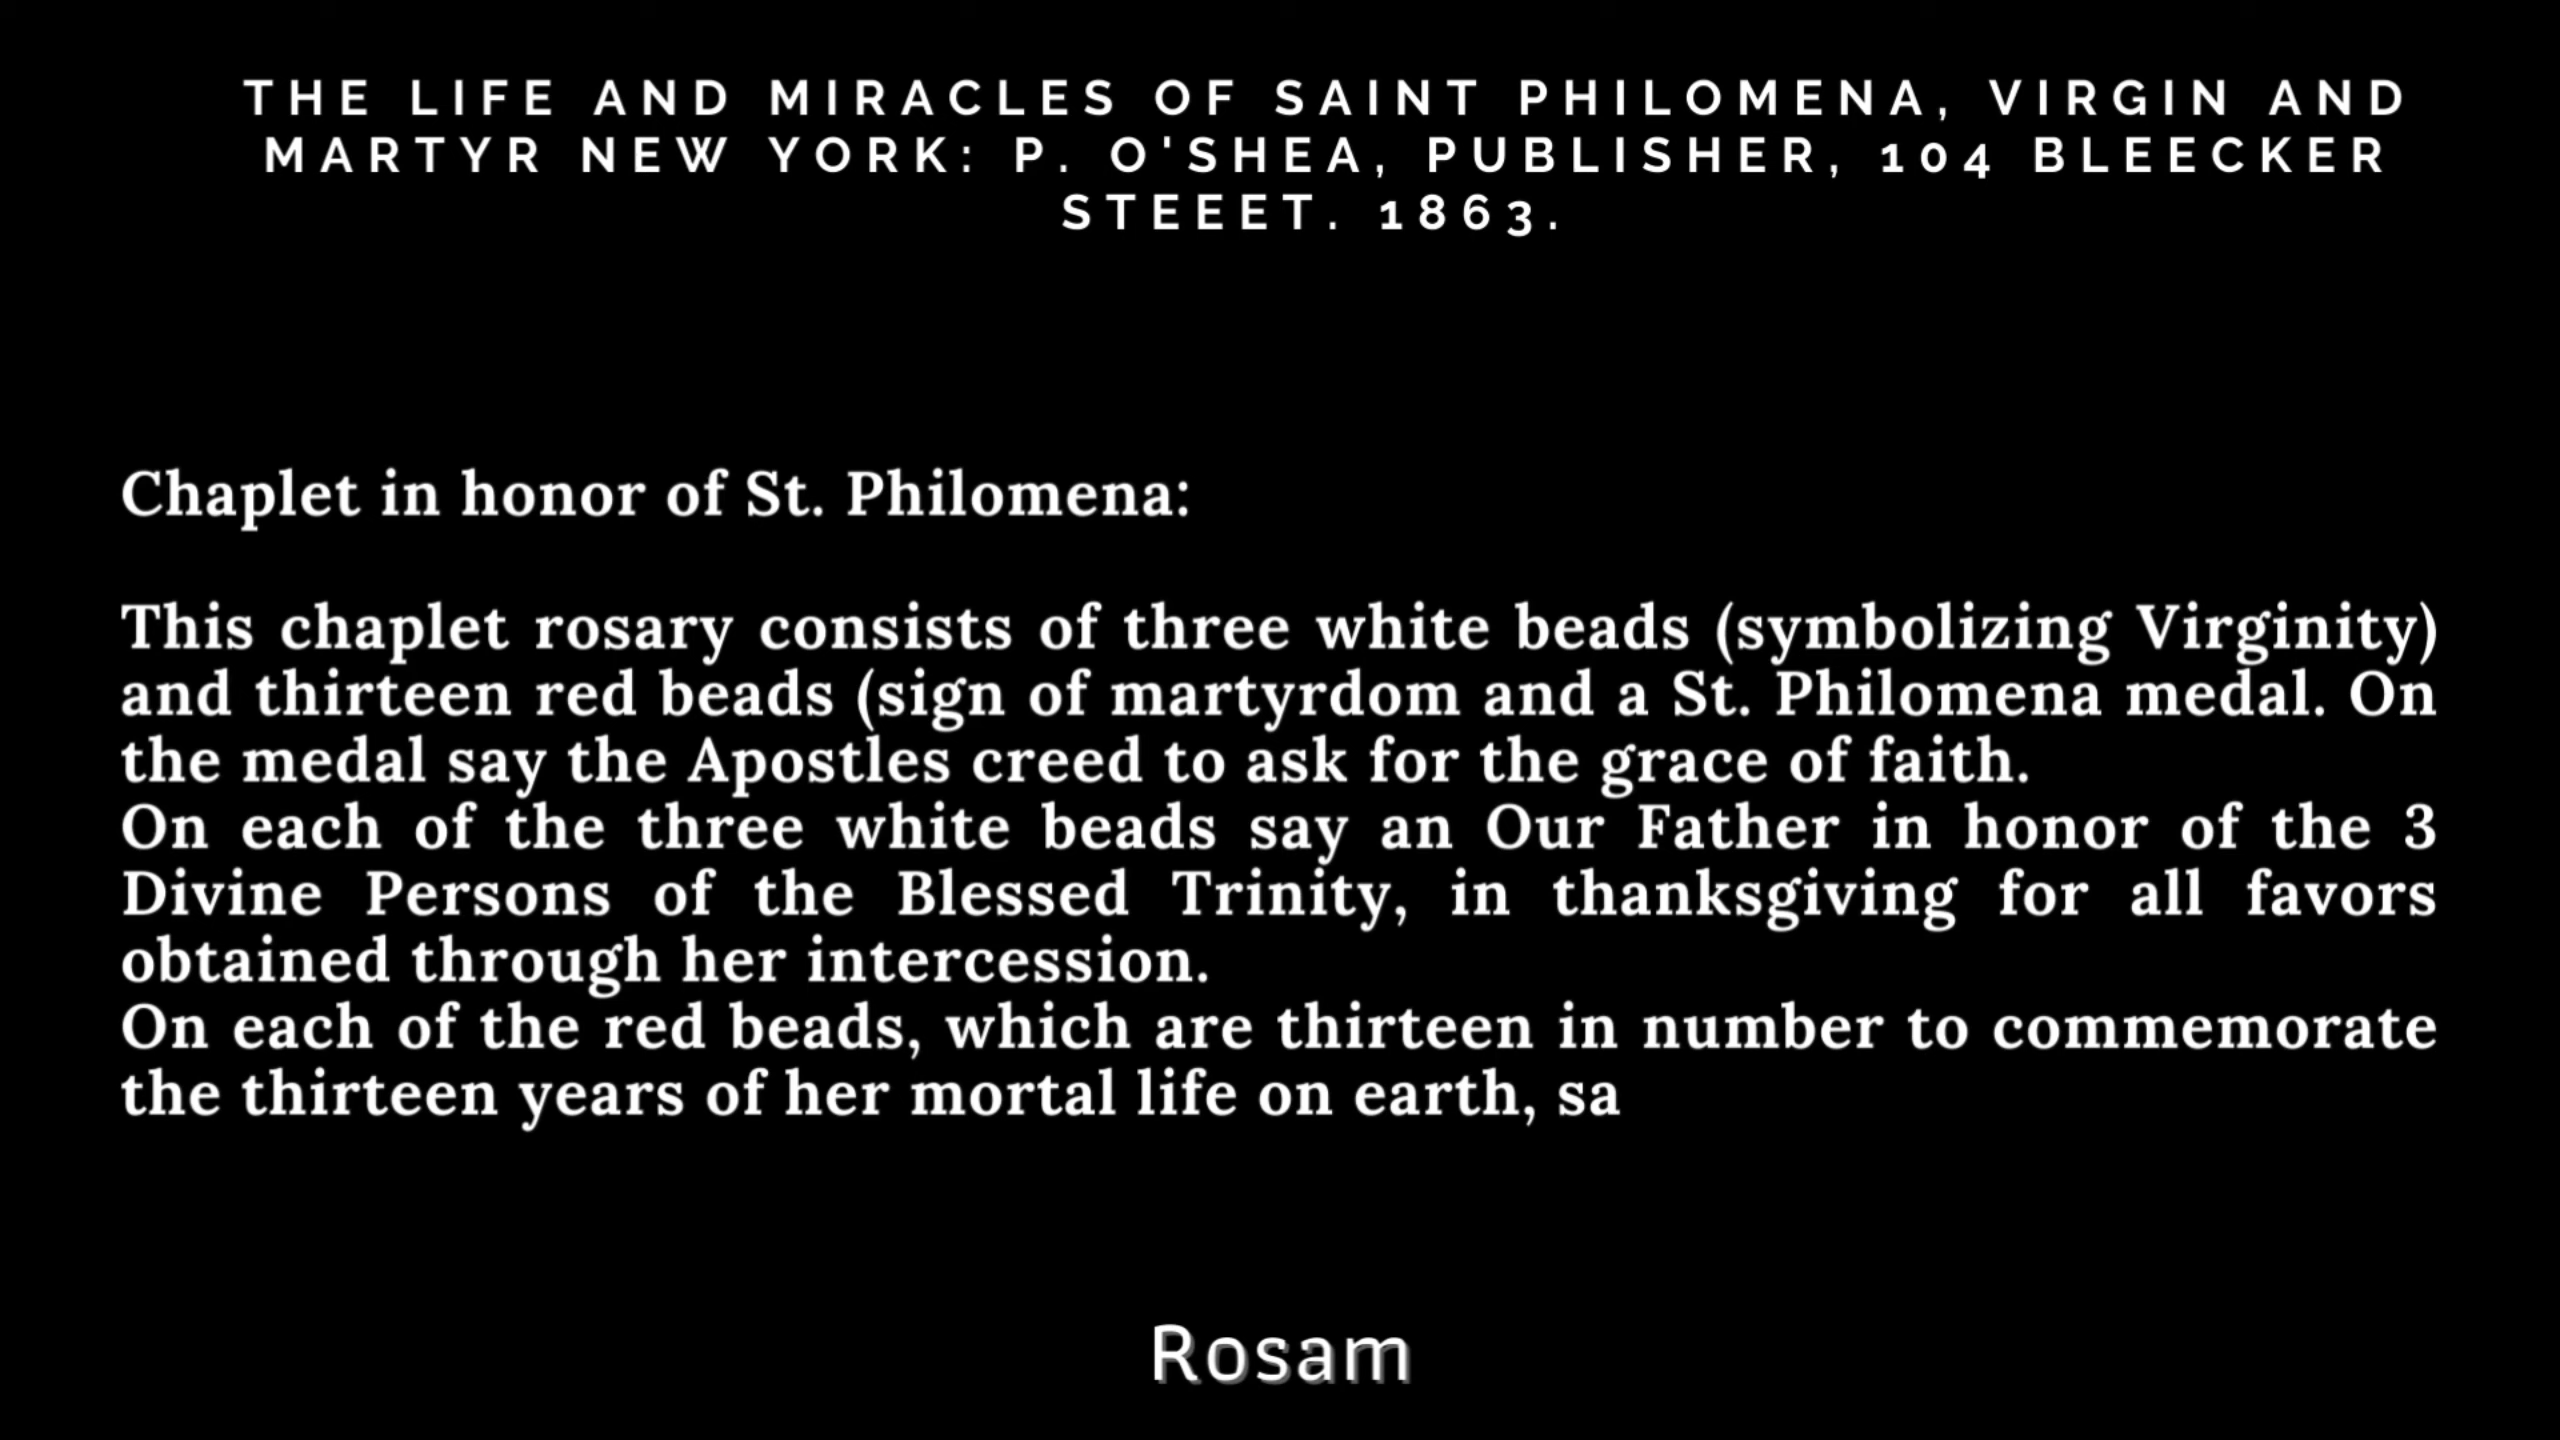 THE LIFE AND MIRACLES OF SAINT PHILOMENA, VIRGIN AND
MARTYR NEW YORK: P. O'SHEA, PUBLISHER, 104 BLEECKER
STEEET. 1863.
Chaplet in honor of St. Philomena:
This chaplet rosary consists of three white beads (symbolizing Virginity)
and thirteen red beads (sign of martyrdom and a St. Philomena medal. On
the medal say the Apostles creed to ask for the grace of faith.
On each of the three white beads say an Our Father in honor of the 3
Divine Persons of the Blessed Trinity, in thanksgiving for all favors
obtained through her intercession.
On each of the red beads, which are thirteen in number to commemorate
the thirteen years of her mortal life on earth, sa
Rosam